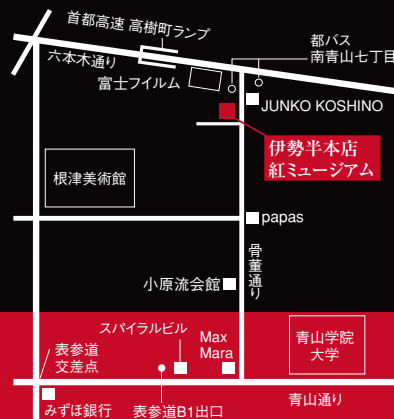 首都高速 高樹町ランプ
六本木通り
都バス
南青山七丁目
富士フイルム
JUNKO KOSHINO
伊勢半本店
紅ミュージアム
根津美術館
papas
骨董通り
小原流会館
スパイラルビル
Max
Mara
青山学院
大学
表参道
交差点
みずほ銀行
表参道B1出口
青山通り